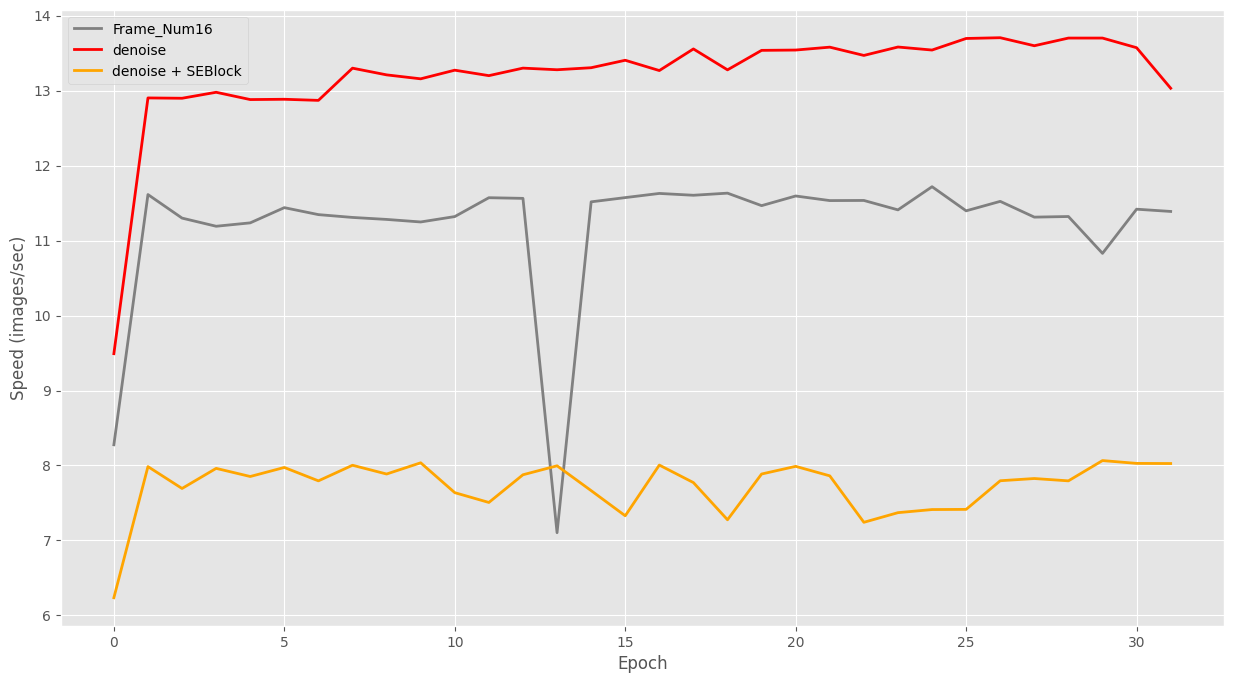 Frame_Num16
denoise
denoise + SEBlock
14
13
12
11
10
9
8
7
6
Speed (images/sec)
0 5 10 15 20 25 30
Epoch